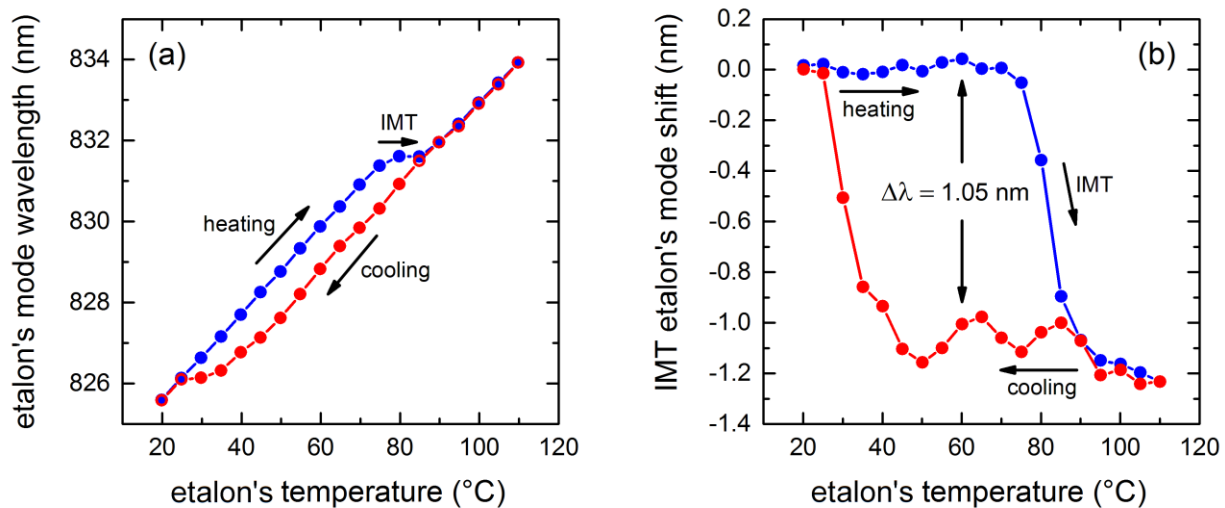 (a)
etalon's mode wavelength (nm)
834
832
830
828
826
IMT
heating
cooling
20 40 60 80 100 120
etalon's temperature (°C)
(b)
IMT etalon's mode shift (nm)
0.2
0.0
-0.2
-0.4
-0.6
-0.8
-1.0
-1.2
-1.4
heating
IMT
Δλ = 1.05 nm
cooling
20 40 60 80 100 120
etalon's temperature (°C)